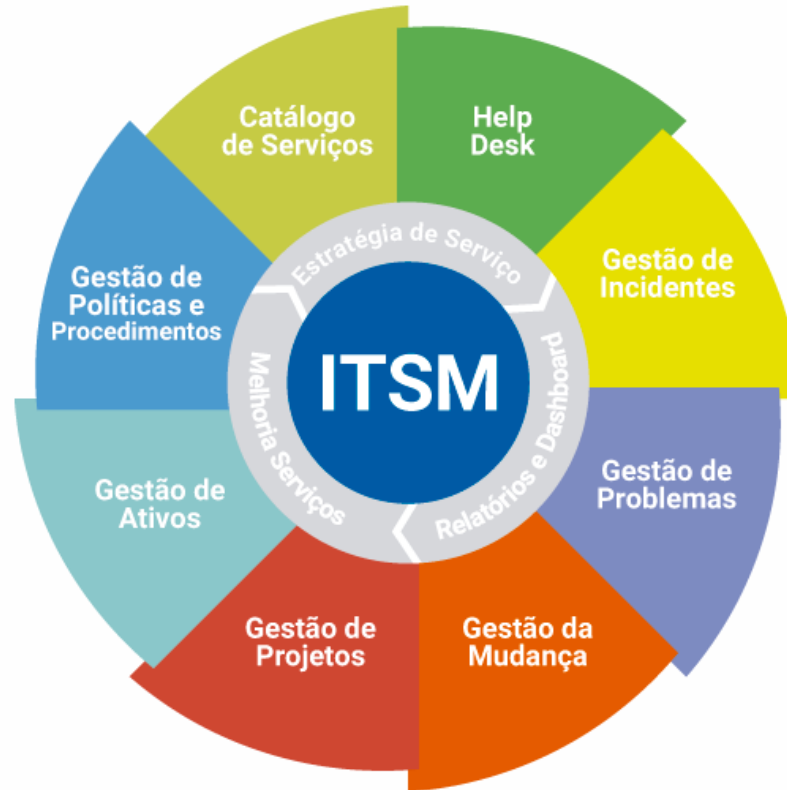 Catálogo
de Serviços
Help
Desk
Gestão de
Incidentes
Gestão de
Problemas
Gestão da
Mudança
Gestão de
Projetos
Gestão de
Ativos
Gestão de
Políticas e
Procedimentos
Estratégia de Serviço
Relatórios e Dashboard
Melhoria Serviços
ITSM